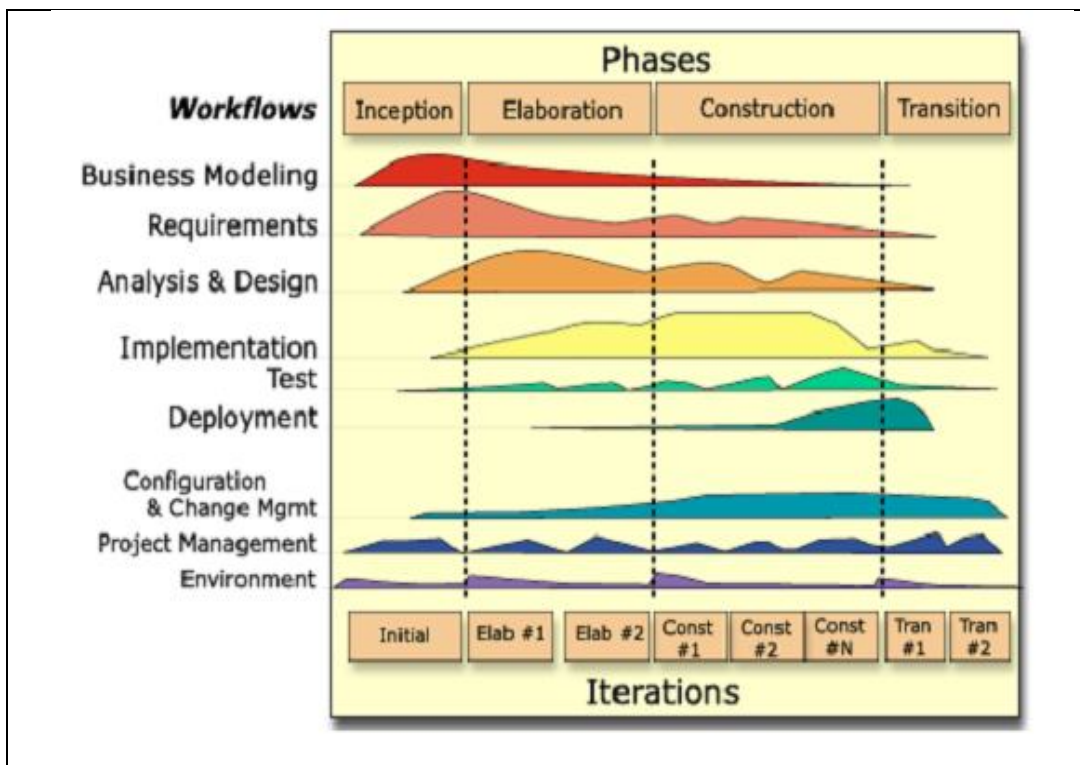 Phases
Workflows Inception Elaboration Construction Transition
Business Modeling
Requirements
Analysis & Design
Implementation
Test
Deployment
Configuration
& Change Mgmt
Project Management
Environment
Initial Elab #1 Elab #2 Const #1 Const #2 Const #N Tran #1 Tran #2
Iterations